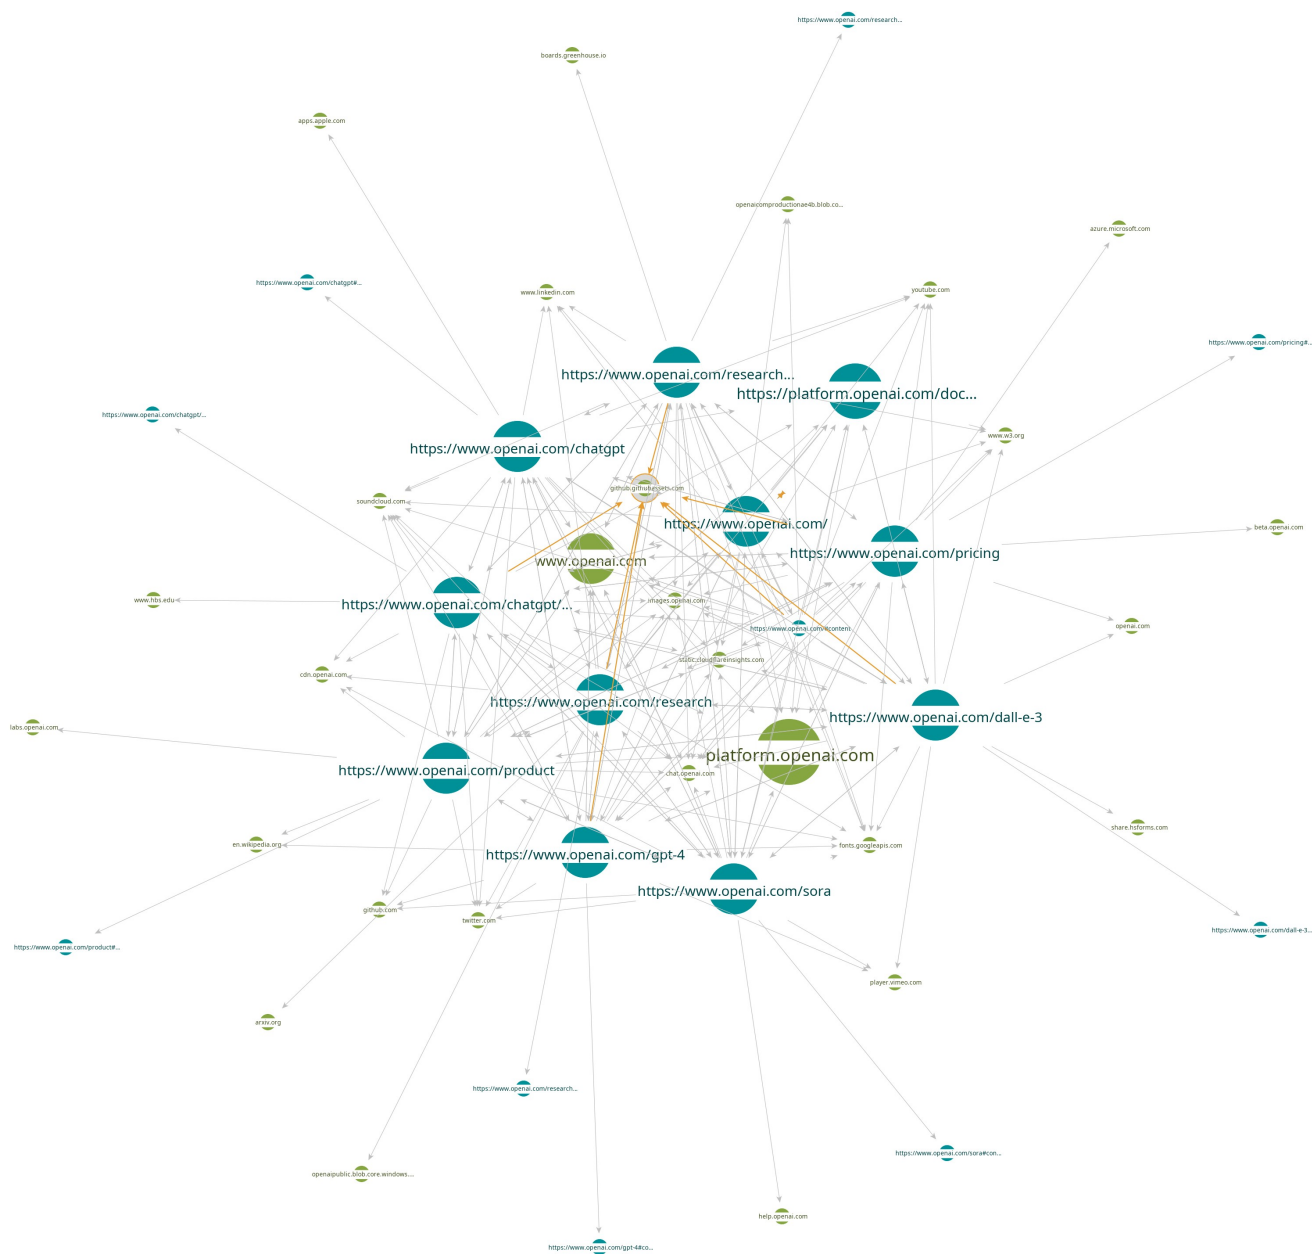 https://www.openai.com/research...
boards.greenhouse.io
apps.apple.com
openaicomproductionae4b.blob.co...
azure.microsoft.com
https://www.openai.com/chatgpt#...
www.linkedin.com
youtube.com
https://www.openai.com/pricing#...
https://www.openai.com/research...
https://platform.openai.com/doc...
https://www.openai.com/chatgpt/...
https://www.openai.com/chatgpt
www.w3.org
soundcloud.com
https://www.openai.com/
beta.openai.com
www.openai.com
https://www.openai.com/pricing
www.hbs.edu
https://www.openai.com/chatgpt/...
images.openai.com
https://www.openai.com/#content
openai.com
static.cloudflareinsights.com
cdn.openai.com
https://www.openai.com/research
https://www.openai.com/dall-e-3
labs.openai.com
platform.openai.com
https://www.openai.com/product
chat.openai.com
share.hsforms.com
en.wikipedia.org
fonts.googleapis.com
https://www.openai.com/gpt-4
https://www.openai.com/sora
github.com
twitter.com
https://www.openai.com/dall-e-3...
https://www.openai.com/product#...
player.vimeo.com
arxiv.org
https://www.openai.com/research...
https://www.openai.com/sora#con...
openaipublic.blob.core.windows....
help.openai.com
https://www.openai.com/gpt-4#co...